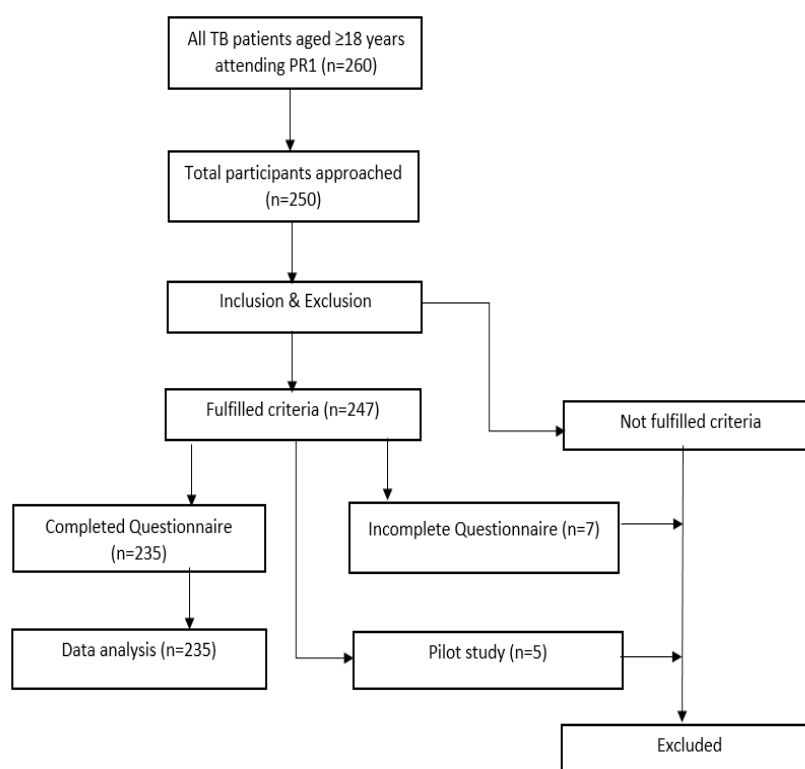 All TB patients aged ≥18 years
attending PR1 (n=260)
Total participants approached
(n=250)
Inclusion & Exclusion
Fulfilled criteria (n=247)
Not fulfilled criteria
Completed Questionnaire
(n=235)
Incomplete Questionnaire (n=7)
Data analysis (n=235)
Pilot study (n=5)
Excluded